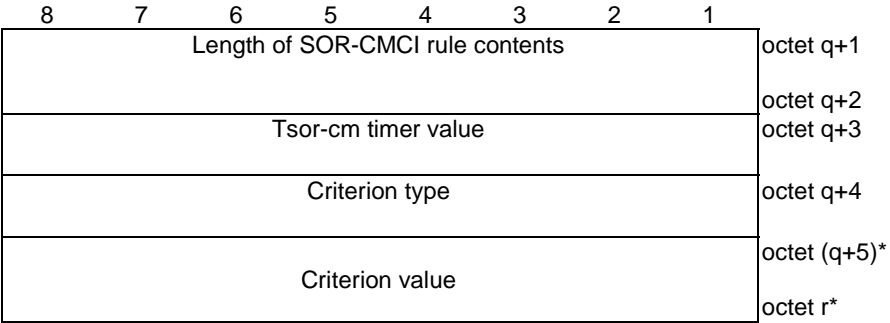 8 7 6 5 4 3 2 1
Length of SOR-CMCI rule contents octet q+1
octet q+2
Tsor-cm timer value octet q+3
Criterion type octet q+4
octet (q+5)*
Criterion value
octet r*